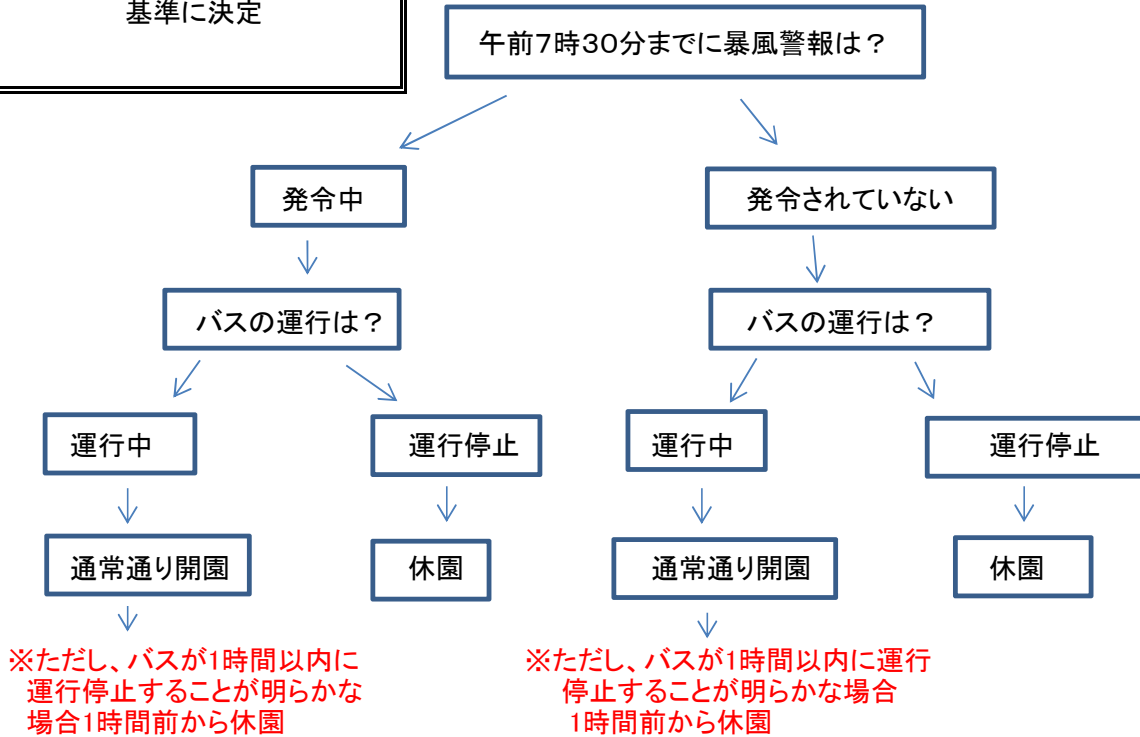 基準に決定
午前7時30分までに暴風警報は？
発令中
発令されていない
バスの運行は？
バスの運行は？
運行中
運行停止
運行中
運行停止
通常通り開園
休園
通常通り開園
休園
※ただし、バスが1時間以内に
運行停止することが明らかな
場合1時間前から休園
※ただし、バスが1時間以内に運行
停止することが明らかな場合
1時間前から休園